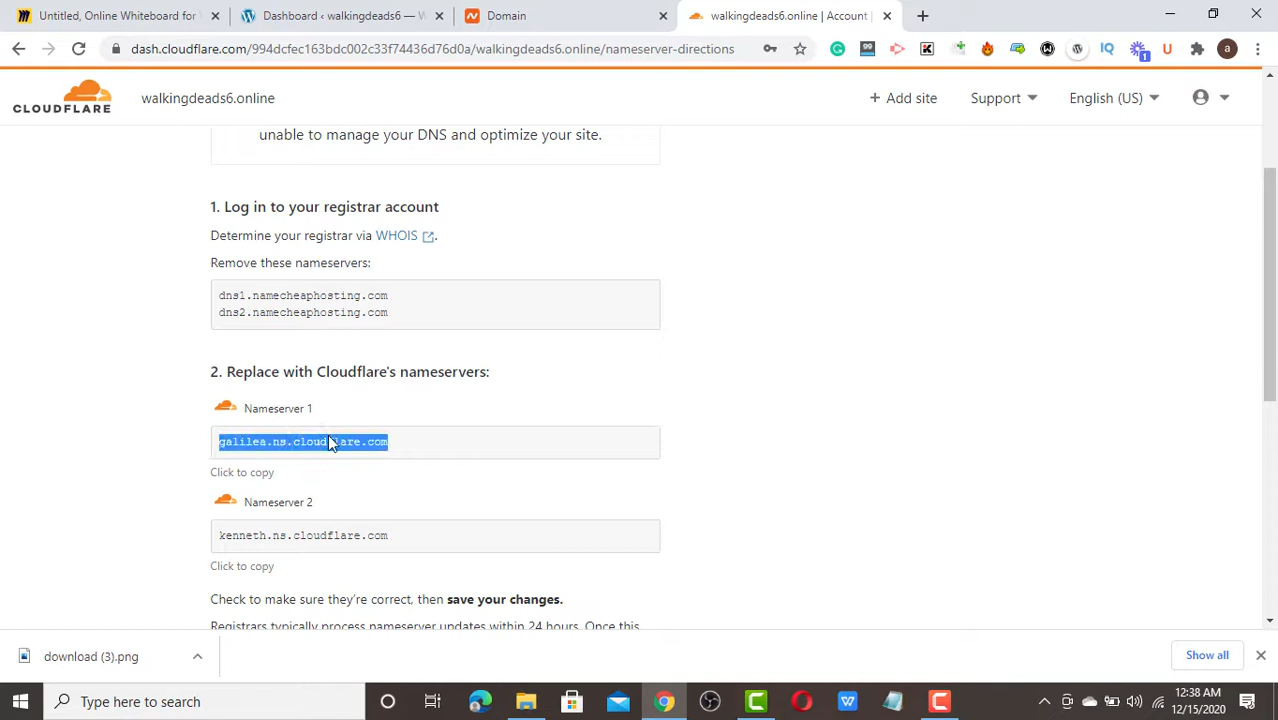 Untitled, Online Whiteboard for
Dashboard ‹ walkingdeads6 — W
Domain
walkingdeads6.online | Account |
dash.cloudflare.com/994dcfec163bdc002c33f74436d76d0a/walkingdeads6.online/nameserver-directions
99
IQ
1
U
a
CLOUDFLARE
walkingdeads6.online
+ Add site
Support
English (US)
unable to manage your DNS and optimize your site.
1. Log in to your registrar account
Determine your registrar via WHOIS .
Remove these nameservers:
dns1.namecheaphosting.com
dns2.namecheaphosting.com
2. Replace with Cloudflare's nameservers:
Nameserver 1
galilea.ns.cloudflare.com
Click to copy
Nameserver 2
kenneth.ns.cloudflare.com
Click to copy
Check to make sure they’re correct, then save your changes.
Registrars typically process nameserver updates within 24 hours. Once this
download (3).png
Show all
Type here to search
12:38 AM
12/15/2020